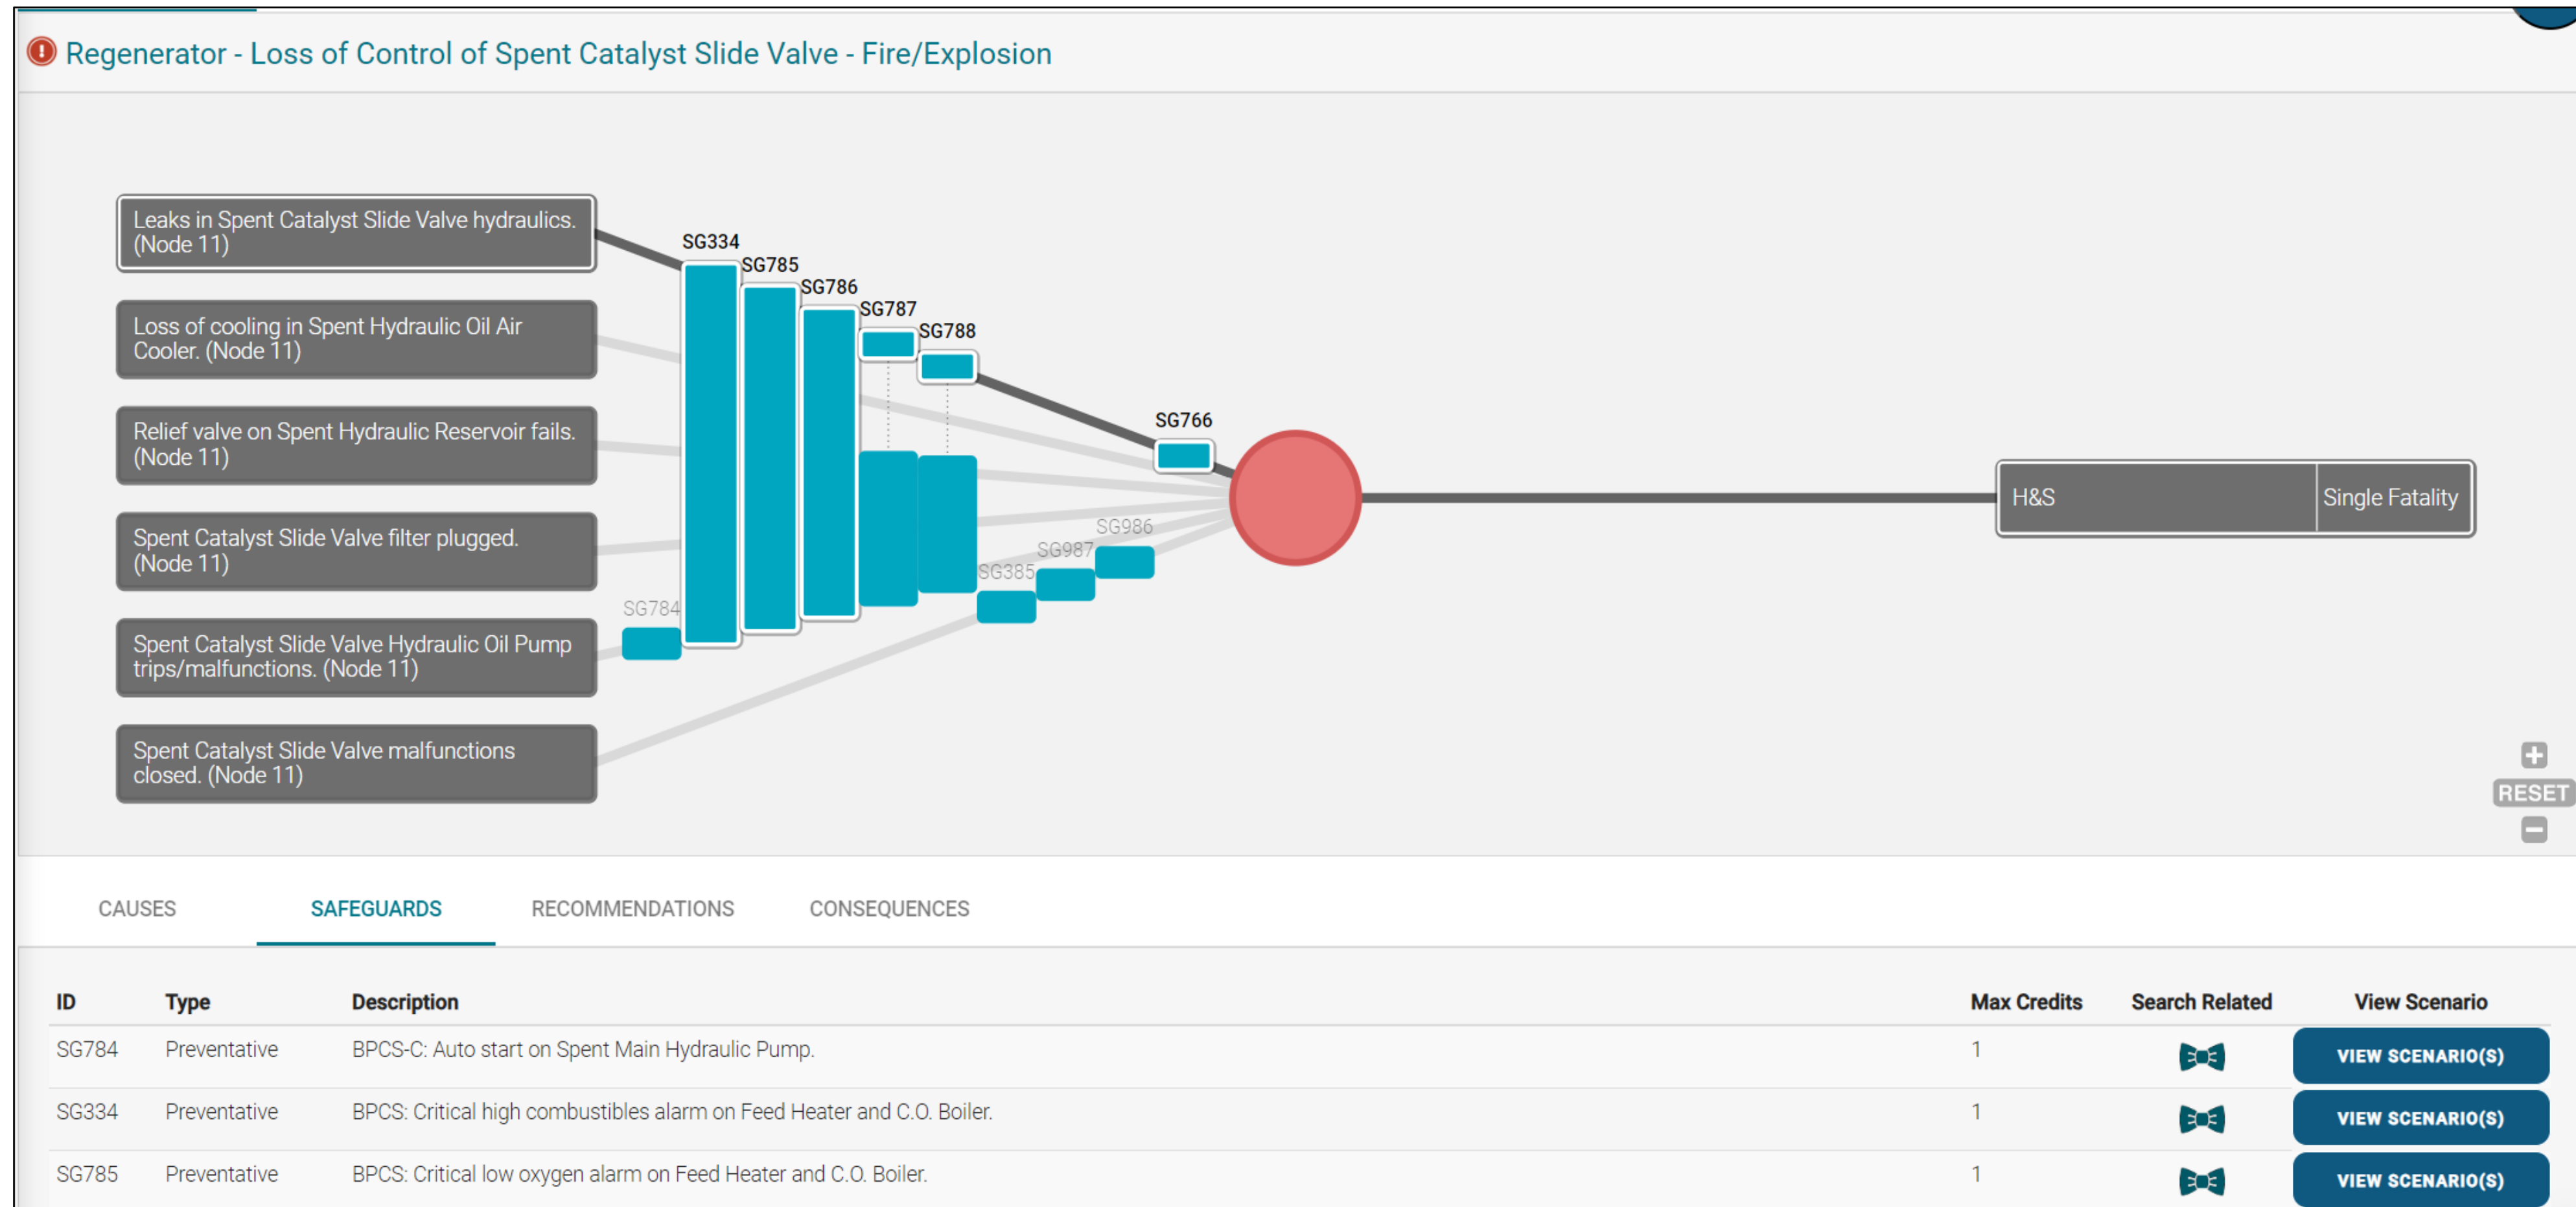 Regenerator - Loss of Control of Spent Catalyst Slide Valve - Fire/Explosion
Leaks in Spent Catalyst Slide Valve hydraulics.
(Node 11)
Loss of cooling in Spent Hydraulic Oil Air
Cooler. (Node 11)
Relief valve on Spent Hydraulic Reservoir fails.
(Node 11)
Spent Catalyst Slide Valve filter plugged.
(Node 11)
Spent Catalyst Slide Valve Hydraulic Oil Pump
trips/malfunctions. (Node 11)
Spent Catalyst Slide Valve malfunctions
closed. (Node 11)
SG334
SG785
SG786
SG787
SG788
SG766
SG986
SG987
SG385
SG784
H&S Single Fatality
RESET
CAUSES SAFEGUARDS RECOMMENDATIONS CONSEQUENCES
ID Type Description Max Credits Search Related View Scenario
SG784 Preventative BPCS-C: Auto start on Spent Main Hydraulic Pump. 1 VIEW SCENARIO(S)
SG334 Preventative BPCS: Critical high combustibles alarm on Feed Heater and C.O. Boiler. 1 VIEW SCENARIO(S)
SG785 Preventative BPCS: Critical low oxygen alarm on Feed Heater and C.O. Boiler. 1 VIEW SCENARIO(S)